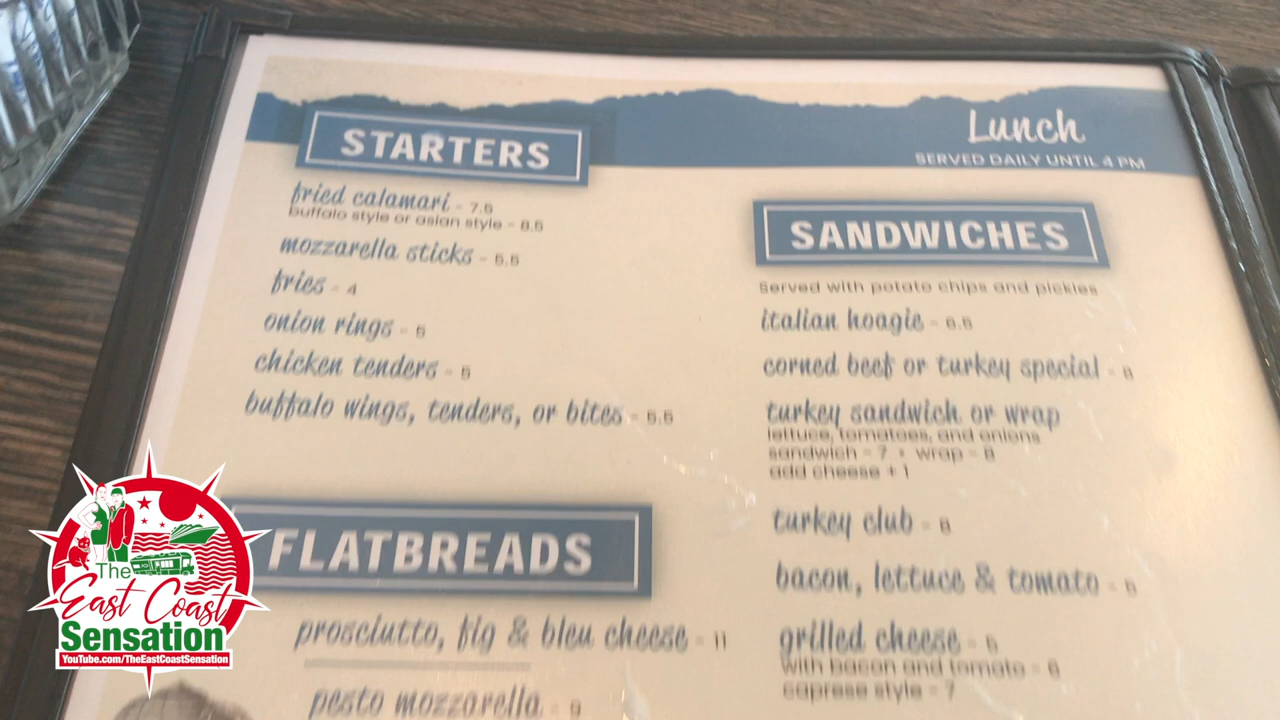 Lunch
SERVED DAILY UNTIL 4 PM
STARTERS
fried calamari - 7.5
buffalo style or asian style - 8.5
mozzarella sticks - 5.5
fries - 4
onion rings - 5
chicken tenders - 5
buffalo wings, tenders, or bites - 5.5
FLATBREADS
prosciutto, fig & bleu cheese - 11
pesto mozzarella - 9
SANDWICHES
Served with potato chips and pickles
italian hoagie - 6.5
corned beef or turkey special - 8
turkey sandwich or wrap
lettuce, tomatoes, and onions
sandwich - 7 • wrap - 8
add cheese + 1
turkey club - 8
bacon, lettuce & tomato - 5
grilled cheese - 5
with bacon and tomato - 6
caprese style - 7
The
East Coast
Sensation
YouTube.com/TheEastCoastSensation